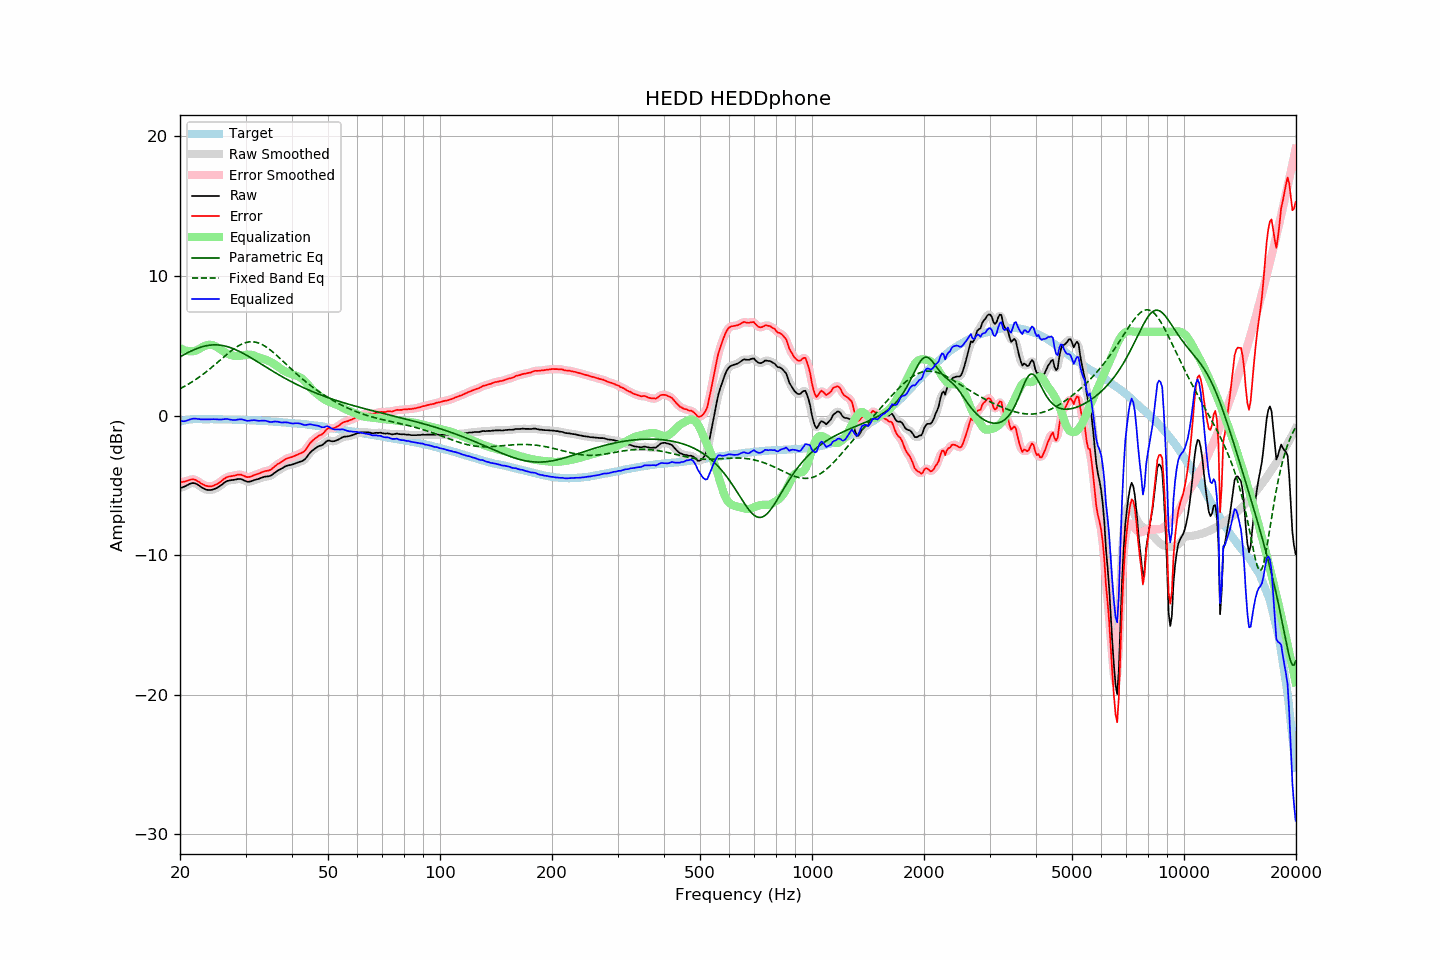 HEDD HEDDphone
Target
Raw Smoothed
Error Smoothed
Raw
Error
Equalization
Parametric Eq
Fixed Band Eq
Equalized
20
10
0
−10
−20
−30
Amplitude (dBr)
20 50 100 200 500 1000 2000 5000 10000 20000
Frequency (Hz)